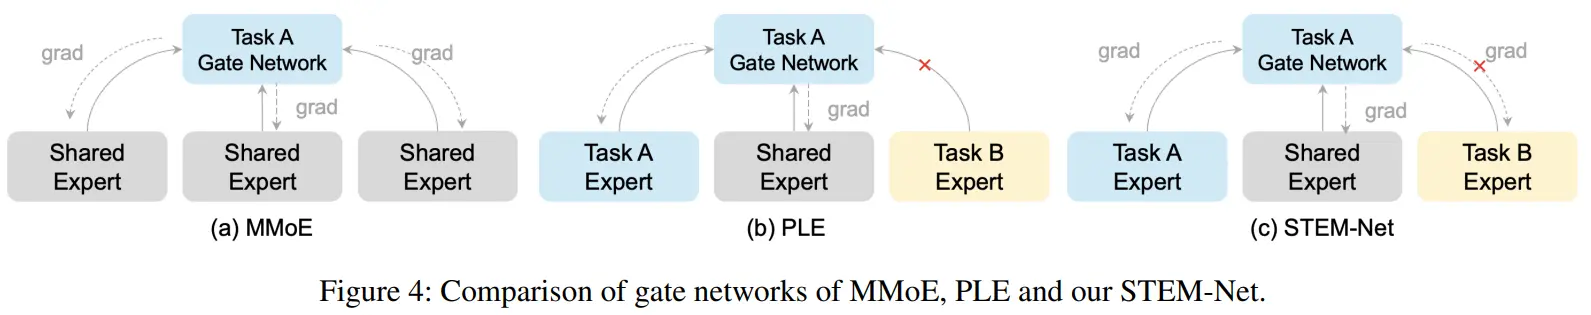 Task A
Gate Network
grad
grad
grad
Shared
Expert
Shared
Expert
Shared
Expert
(a) MMoE
Task A
Gate Network
grad
Task A
Expert
Shared
Expert
Task B
Expert
(b) PLE
Task A
Gate Network
grad
grad
grad
Task A
Expert
Shared
Expert
Task B
Expert
(c) STEM-Net
Figure 4: Comparison of gate networks of MMoE, PLE and our STEM-Net.